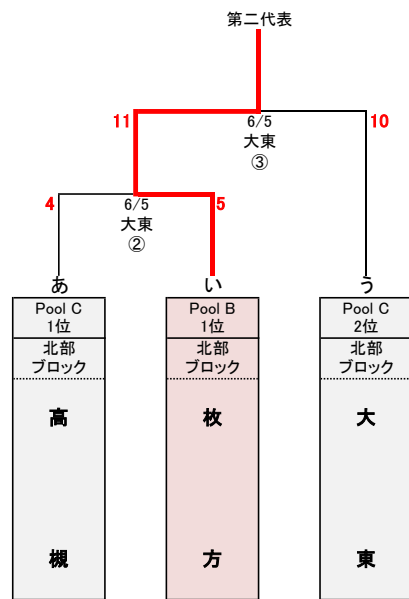 第二代表
11
6/5
大東
③
10
4
6/5
大東
②
5
あ
い
う
Pool C
1位
北部
ブロック
高槻
Pool B
1位
北部
ブロック
枚方
Pool C
2位
北部
ブロック
大東